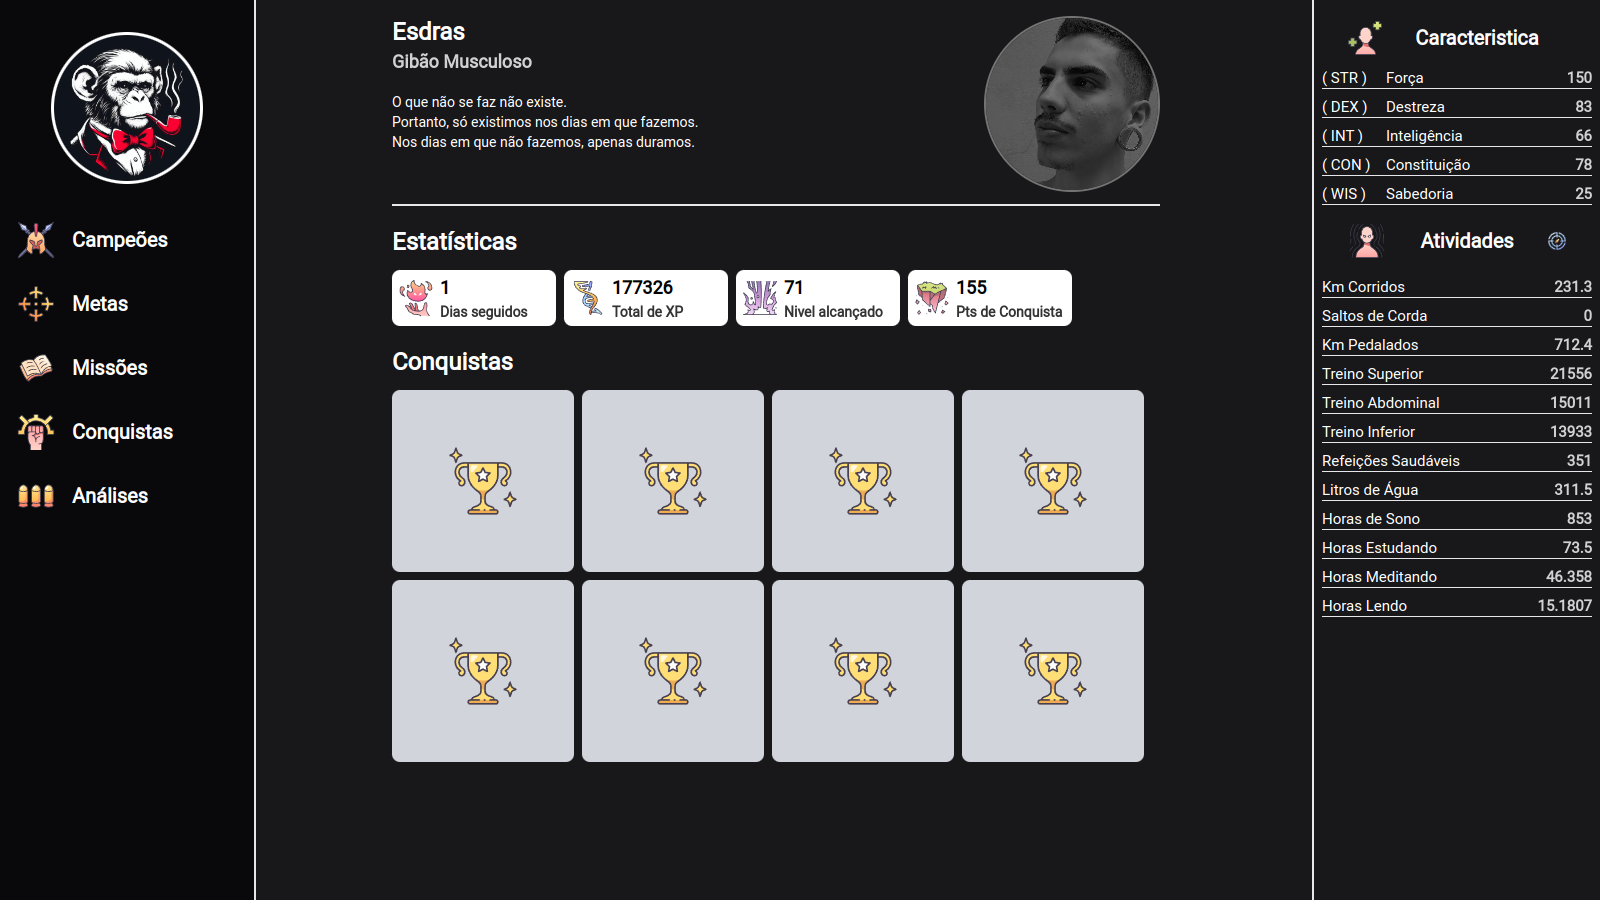 Campeões
Metas
Missões
Conquistas
Análises
Esdras
Gibão Musculoso
O que não se faz não existe.
Portanto, só existimos nos dias em que fazemos.
Nos dias em que não fazemos, apenas duramos.
Estatísticas
1
Dias seguidos
177326
Total de XP
71
Nivel alcançado
155
Pts de Conquista
Conquistas
Caracteristica
( STR ) Força 150
( DEX ) Destreza 83
( INT ) Inteligência 66
( CON ) Constituição 78
( WIS ) Sabedoria 25
Atividades
Km Corridos 231.3
Saltos de Corda 0
Km Pedalados 712.4
Treino Superior 21556
Treino Abdominal 15011
Treino Inferior 13933
Refeições Saudáveis 351
Litros de Água 311.5
Horas de Sono 853
Horas Estudando 73.5
Horas Meditando 46.358
Horas Lendo 15.1807